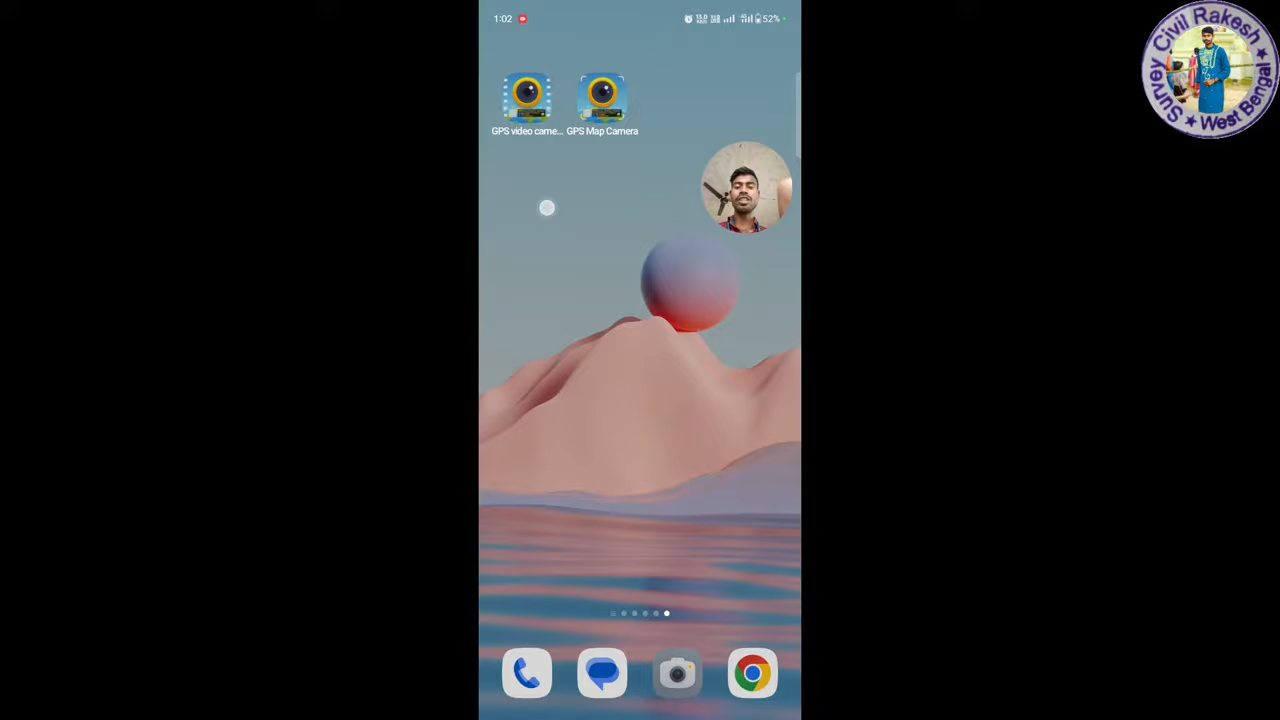 1:02
52%
GPS video came...
GPS Map Camera
Survey Civil Rakesh
West Bengal